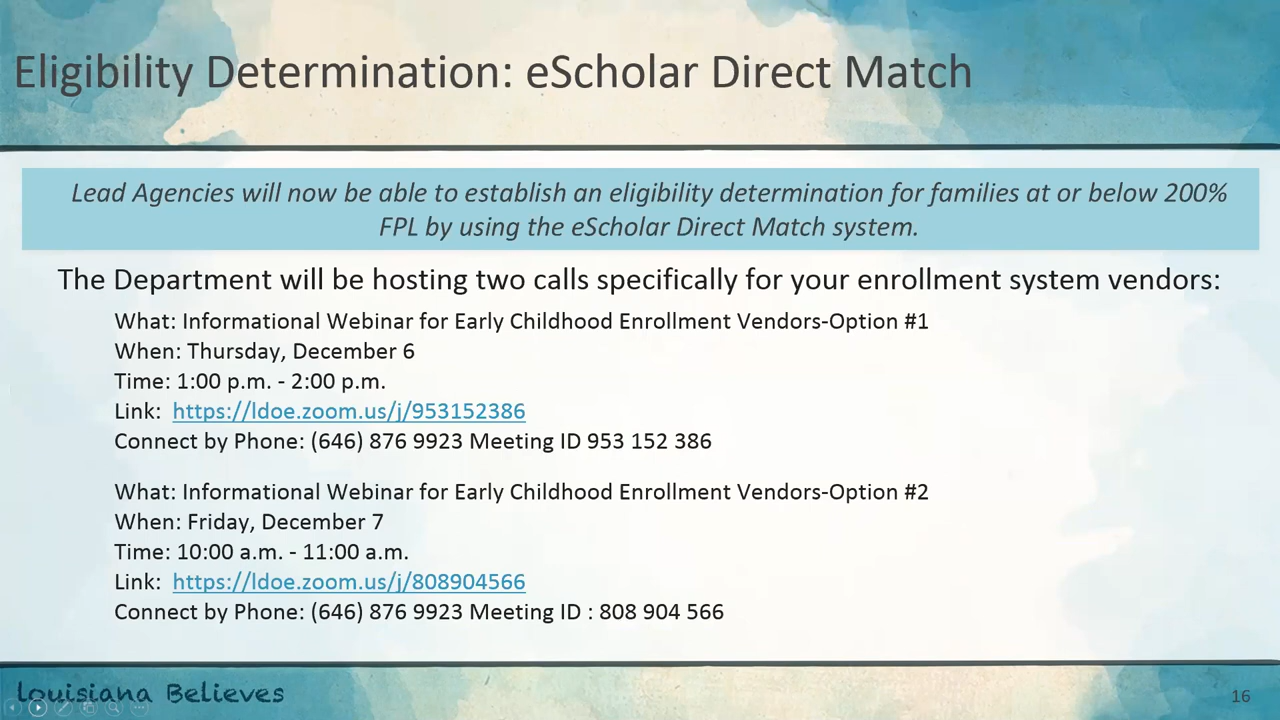 Eligibility Determination: eScholar Direct Match
Lead Agencies will now be able to establish an eligibility determination for families at or below 200%
FPL by using the eScholar Direct Match system.
The Department will be hosting two calls specifically for your enrollment system vendors:
What: Informational Webinar for Early Childhood Enrollment Vendors-Option #1
When: Thursday, December 6
Time: 1:00 p.m. - 2:00 p.m.
Link: https://ldoe.zoom.us/j/953152386
Connect by Phone: (646) 876 9923 Meeting ID 953 152 386
What: Informational Webinar for Early Childhood Enrollment Vendors-Option #2
When: Friday, December 7
Time: 10:00 a.m. - 11:00 a.m.
Link: https://ldoe.zoom.us/j/808904566
Connect by Phone: (646) 876 9923 Meeting ID : 808 904 566
Louisiana Believes
16